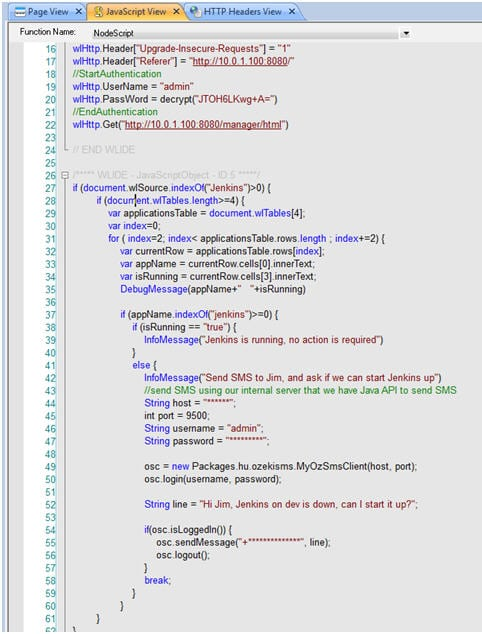 Page View JavaScript View HTTP Headers View
Function Name: NodeScript
16 wlHttp.Header["Upgrade-Insecure-Requests"] = "1"
17 wlHttp.Header["Referer"] = "http://10.0.1.100:8080/"
18 //StartAuthentication
19 wlHttp.UserName = "admin"
20 wlHttp.PassWord = decrypt("JTOH6LKwg+A=")
21 //EndAuthentication
22 wlHttp.Get("http://10.0.1.100:8080/manager/html")
23
24 // END WLIDE
25
26 /***** WLIDE - JavaScriptObject - ID:5 *****/
27 if (document.wlSource.indexOf("Jenkins")>0) {
28 if (document.wlTables.length>=4) {
29 var applicationsTable = document.wlTables[4];
30 var index=0;
31 for ( index=2; index< applicationsTable.rows.length ; index+=2) {
32 var currentRow = applicationsTable.rows[index];
33 var appName = currentRow.cells[0].innerText;
34 var isRunning = currentRow.cells[3].innerText;
35 DebugMessage(appName+"   "+isRunning)
36
37 if (appName.indexOf("jenkins")>=0) {
38 if (isRunning == "true") {
39 InfoMessage("Jenkins is running, no action is required")
40 }
41 else {
42 InfoMessage("Send SMS to Jim, and ask if we can start Jenkins up")
43 //send SMS using our internal server that we have Java API to send SMS
44 String host = "******";
45 int port = 9500;
46 String username = "admin";
47 String password = "*********";
48
49 osc = new Packages.hu.ozekisms.MyOzSmsClient(host, port);
50 osc.login(username, password);
51
52 String line = "Hi Jim, Jenkins on dev is down, can I start it up?";
53
54 if(osc.isLoggedIn()) {
55 osc.sendMessage("+**************", line);
56 osc.logout();
57 }
58 break;
59 }
60 }
61 }
62 }